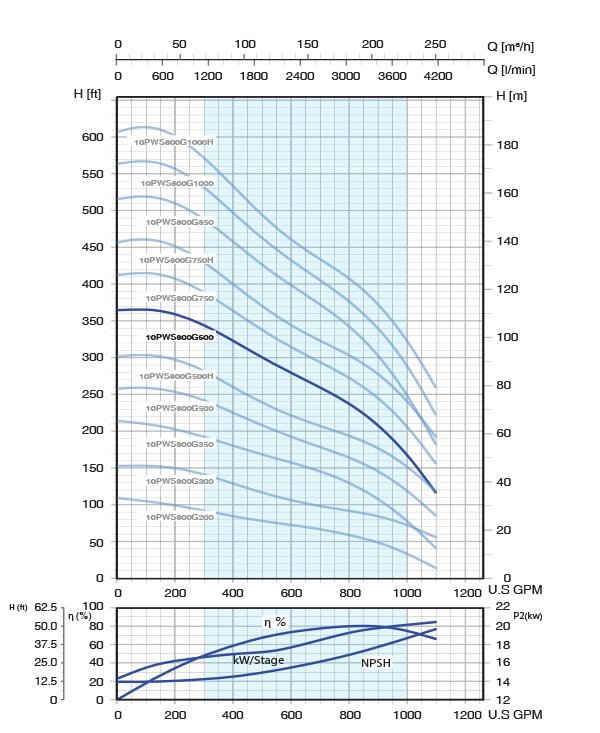 0 50 100 150 200 250 Q [m³/h]
0 600 1200 1800 2400 3000 3600 4200 Q [l/min]
H [ft] H [m]
600
10PWS800G1000H
180
550
10PWS800G1000
160
500
10PWS800G850
450
140
10PWS800G750H
400
120
10PWS800G750
350
10PWS800G600
100
300
10PWS800G500H
80
250
10PWS800G500
200
60
10PWS800G350
150
10PWS800G300
40
100
10PWS800G200
20
50
0 0
0 200 400 600 800 1000 1200 U.S GPM
H (ft) 62.5 η (%) 100 22 P2(kw)
50.0 80 η % 20
37.5 60 18
kW/Stage NPSH
25.0 40 16
12.5 20 14
0 0 12
0 200 400 600 800 1000 1200 U.S GPM